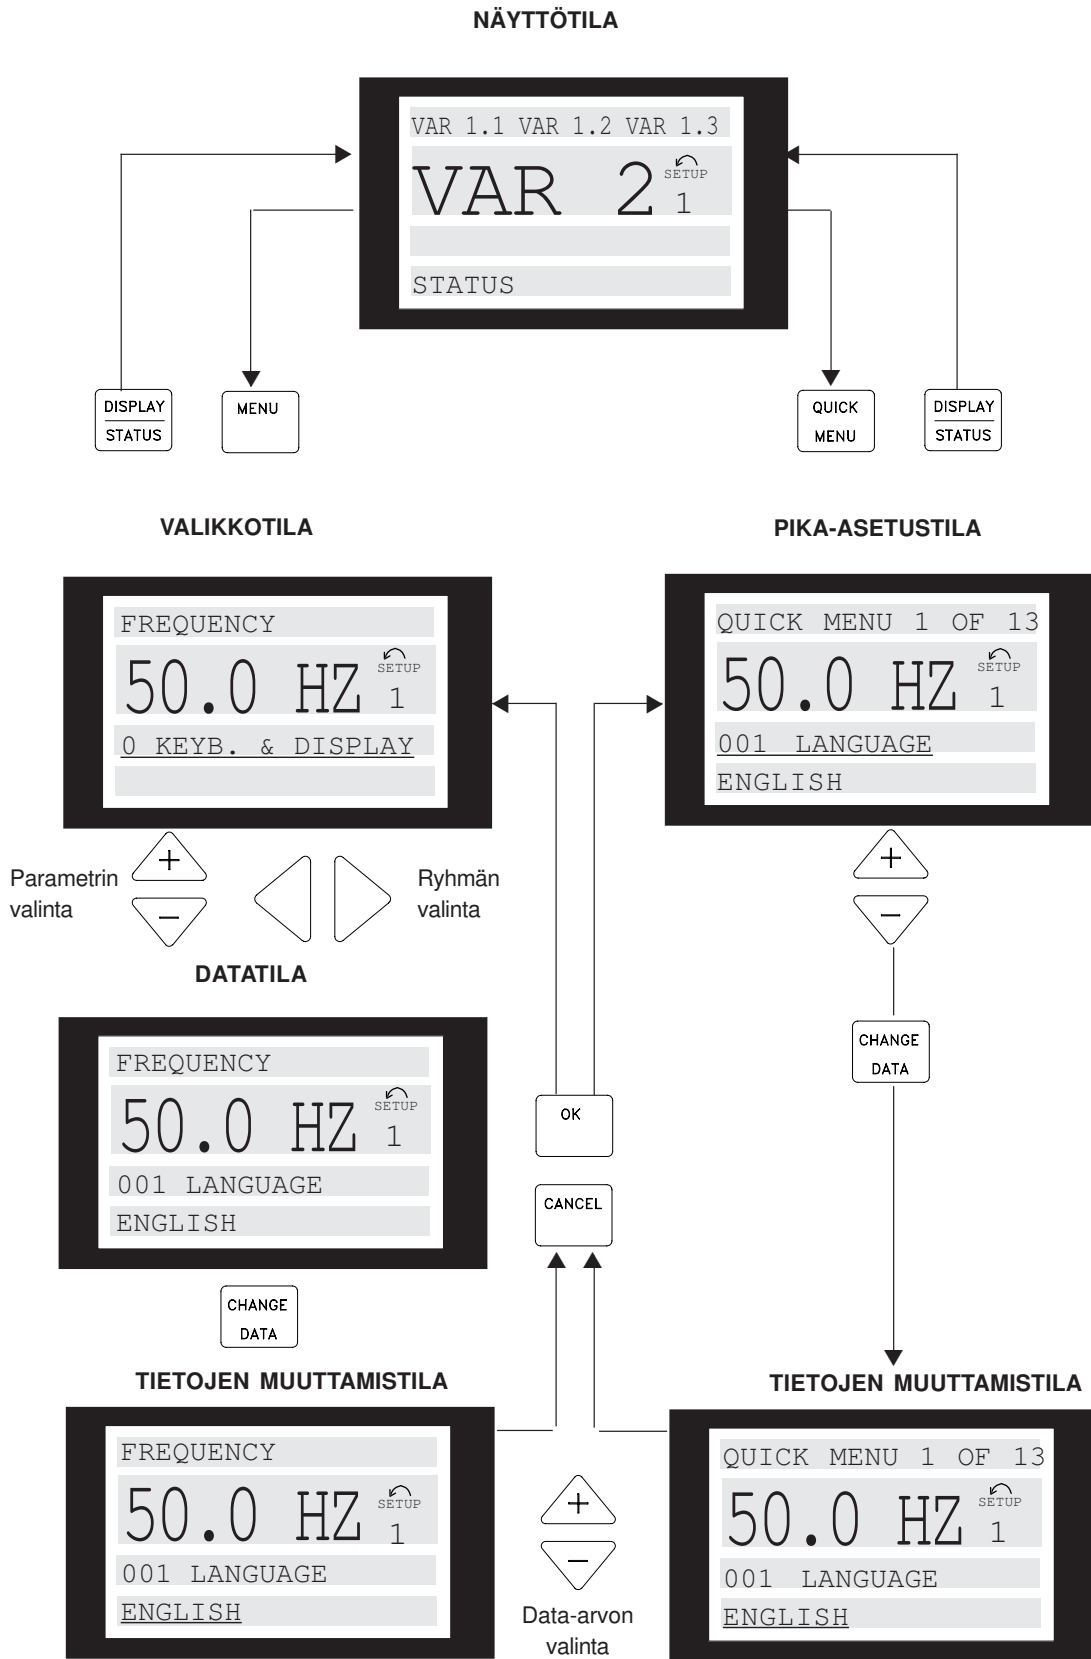 NÄYTTÖTILA
VAR 1.1 VAR 1.2 VAR 1.3
VAR 2
SETUP
1
STATUS
DISPLAY
STATUS
MENU
QUICK
MENU
DISPLAY
STATUS
VALIKKOTILA
FREQUENCY
50.0 HZ
SETUP
1
0 KEYB. & DISPLAY
Parametrin
valinta
+
−
Ryhmän
valinta
PIKA-ASETUSTILA
QUICK MENU 1 OF 13
50.0 HZ
SETUP
1
001 LANGUAGE
ENGLISH
+
−
CHANGE
DATA
DATATILA
FREQUENCY
50.0 HZ
SETUP
1
001 LANGUAGE
ENGLISH
CHANGE
DATA
OK
CANCEL
TIETOJEN MUUTTAMISTILA
FREQUENCY
50.0 HZ
SETUP
1
001 LANGUAGE
ENGLISH
+
−
Data-arvon
valinta
TIETOJEN MUUTTAMISTILA
QUICK MENU 1 OF 13
50.0 HZ
SETUP
1
001 LANGUAGE
ENGLISH